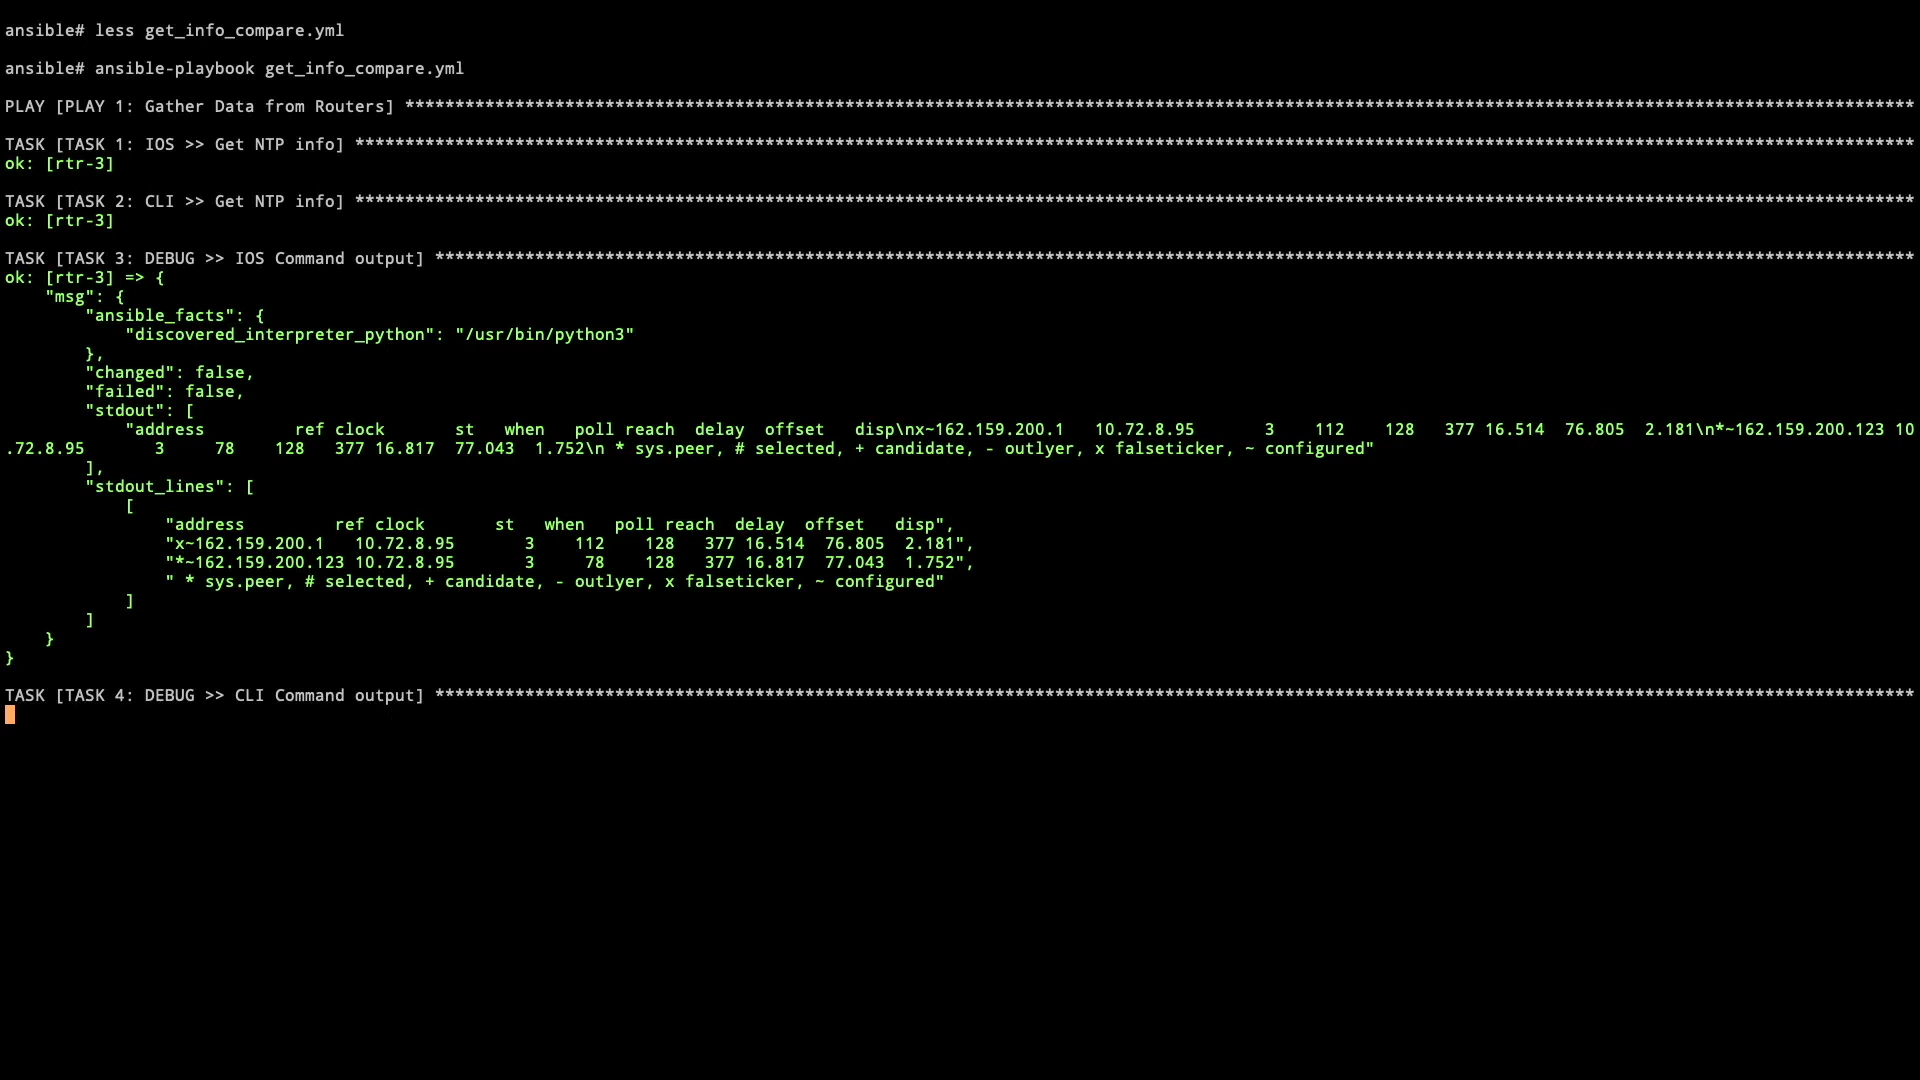 ansible# less get_info_compare.yml
ansible# ansible-playbook get_info_compare.yml
PLAY [PLAY 1: Gather Data from Routers] *******************************************************************************************************************************************************
TASK [TASK 1: IOS >> Get NTP info] ************************************************************************************************************************************************************
ok: [rtr-3]
TASK [TASK 2: CLI >> Get NTP info] ************************************************************************************************************************************************************
ok: [rtr-3]
TASK [TASK 3: DEBUG >> IOS Command output] ****************************************************************************************************************************************************
ok: [rtr-3] => {
    "msg": {
        "ansible_facts": {
            "discovered_interpreter_python": "/usr/bin/python3"
        },
        "changed": false,
        "failed": false,
        "stdout": [
            "address         ref clock       st   when   poll reach  delay  offset   disp\nx~162.159.200.1   10.72.8.95       3    112    128   377 16.514  76.805  2.181\n*~162.159.200.123 10
.72.8.95       3     78    128   377 16.817  77.043  1.752\n * sys.peer, # selected, + candidate, - outlyer, x falseticker, ~ configured"
        ],
        "stdout_lines": [
            [
                "address         ref clock       st   when   poll reach  delay  offset   disp",
                "x~162.159.200.1   10.72.8.95       3    112    128   377 16.514  76.805  2.181",
                "*~162.159.200.123 10.72.8.95       3     78    128   377 16.817  77.043  1.752",
                " * sys.peer, # selected, + candidate, - outlyer, x falseticker, ~ configured"
            ]
        ]
    }
}
TASK [TASK 4: DEBUG >> CLI Command output] ****************************************************************************************************************************************************